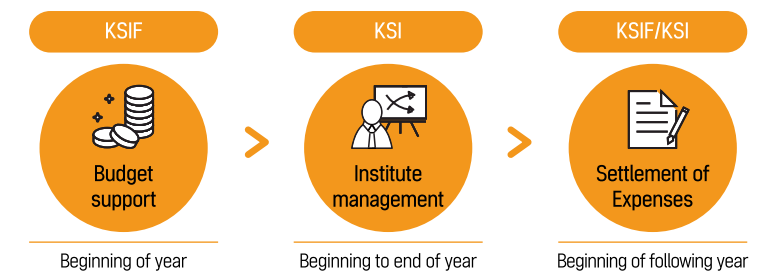 KSIF
KSI
KSIF/KSI
Budget
support
Institute
management
Settlement of
Expenses
Beginning of year
Beginning to end of year
Beginning of following year